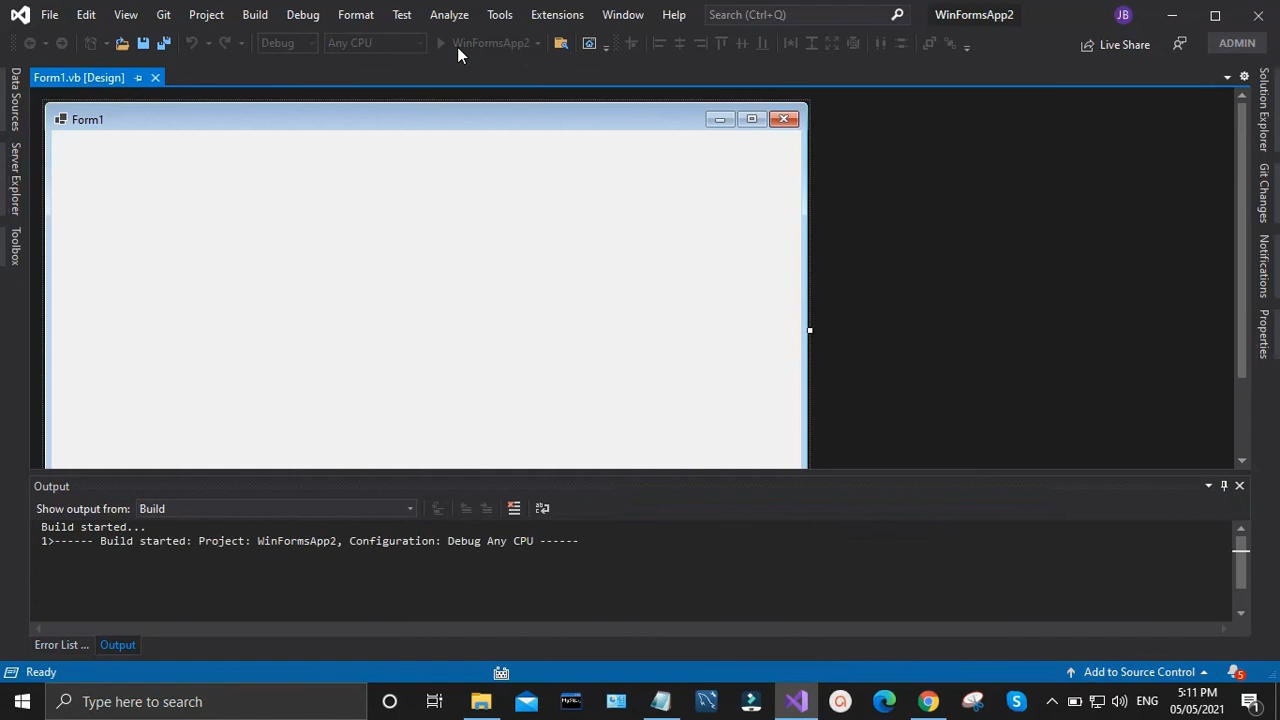 File Edit View Git Project Build Debug Format Test Analyze Tools Extensions Window Help Search (Ctrl+Q) WinFormsApp2 JB
Debug Any CPU WinFormsApp2 Live Share ADMIN
Form1.vb [Design]
Form1
Data Sources
Server Explorer
Toolbox
Solution Explorer
Git Changes
Notifications
Properties
Output
Show output from: Build
Build started...
1>------ Build started: Project: WinFormsApp2, Configuration: Debug Any CPU ------
Error List ... Output
Ready Add to Source Control 5
Type here to search ENG 5:11 PM
05/05/2021 1